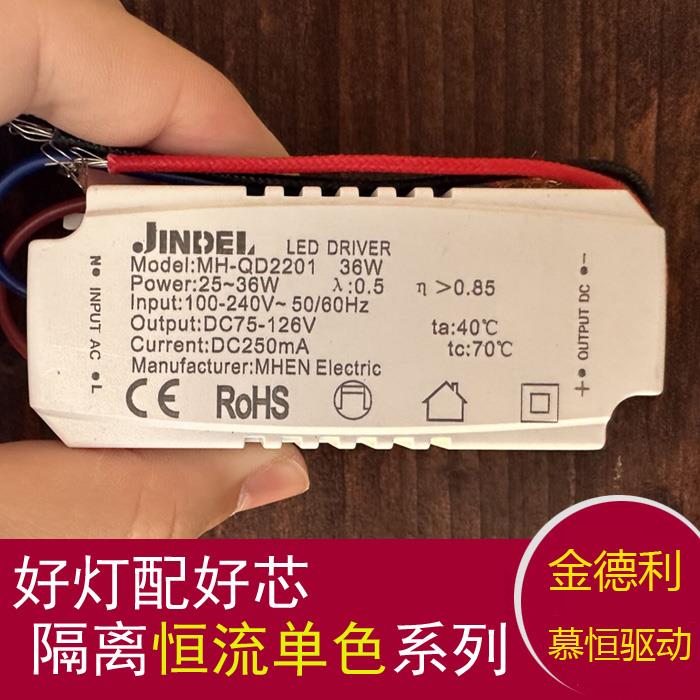 JINDEL LED DRIVER
Model:MH-QD2201 36W
Power:25~36W λ:0.5 η>0.85
Input:100-240V~ 50/60Hz
Output:DC75-126V ta:40℃
Current:DC250mA tc:70℃
Manufacturer:MHEN Electric
CE RoHS
N INPUT AC L
+ OUTPUT DC -
好灯配好芯
隔离恒流单色系列
金德利
慕恒驱动